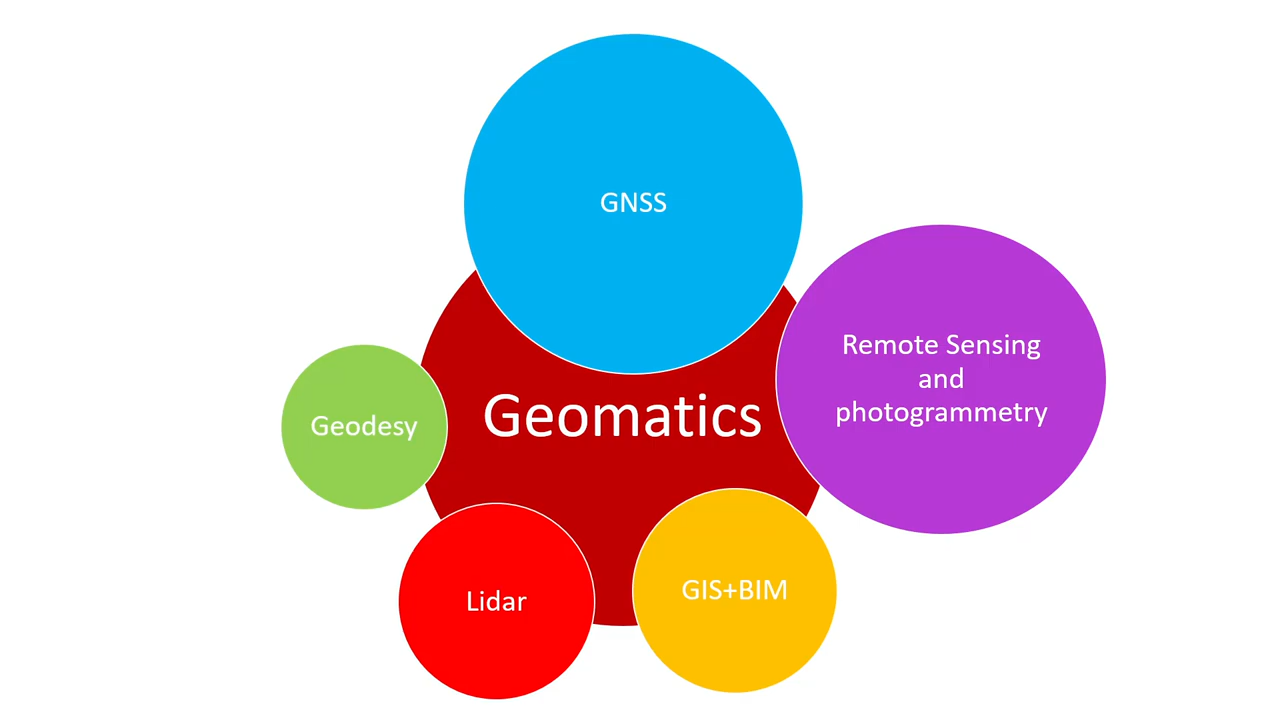 GNSS
Remote Sensing
and
photogrammetry
Geomatics
Geodesy
GIS+BIM
Lidar